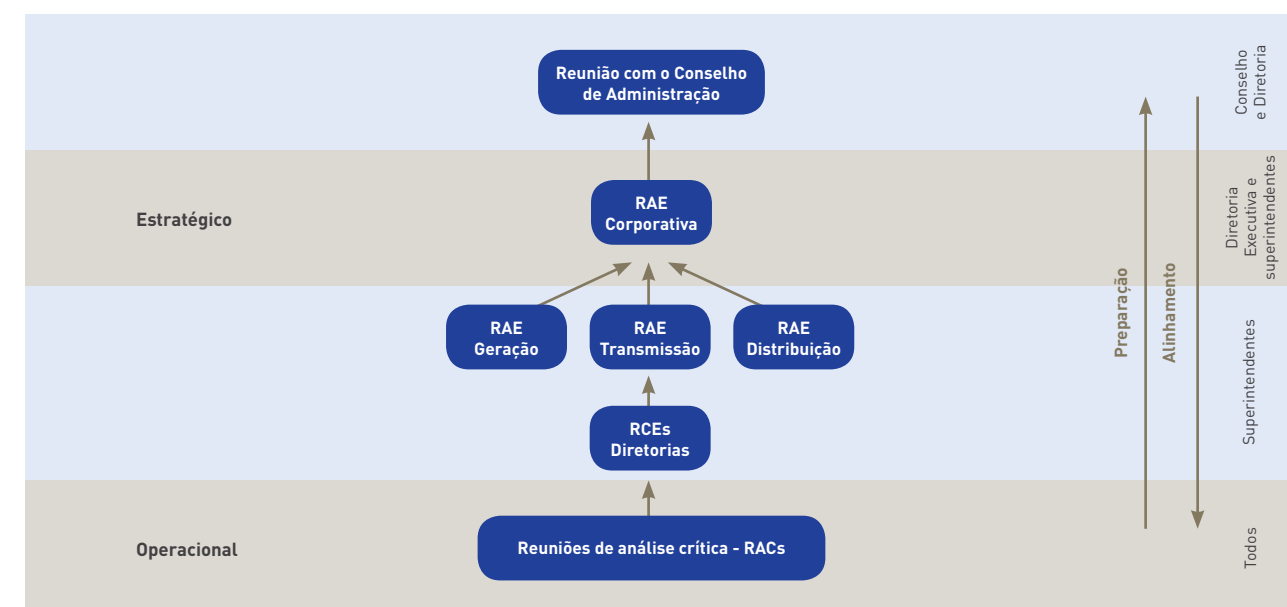 Reunião com o Conselho
de Administração
Conselho
e Diretoria
Estratégico
RAE
Corporativa
Diretoria
Executiva e
superintendentes
RAE
Geração
RAE
Transmissão
RAE
Distribuição
Preparação
Alinhamento
RCEs
Diretorias
Superintendentes
Operacional
Reuniões de análise crítica - RACs
Todos